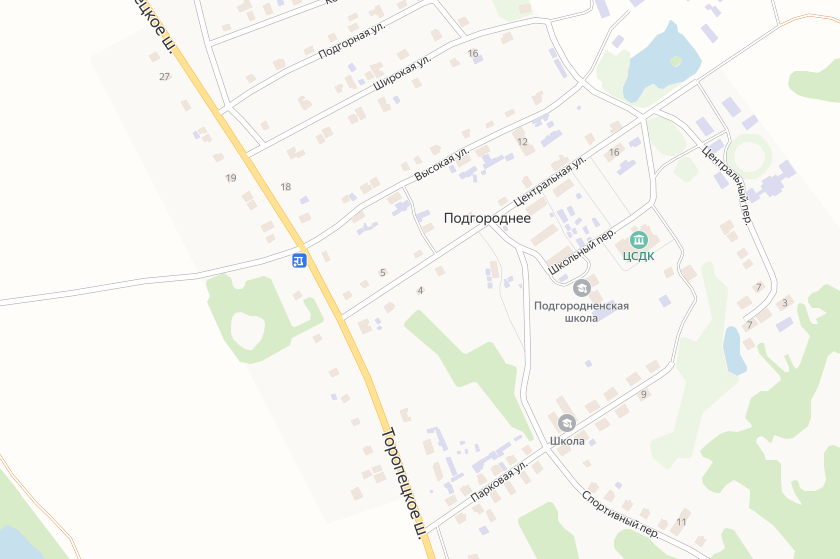 Подгорная ул.
16
Широкая ул.
27
12
Высокая ул.
16
Центральный пер.
19
18
Центральная ул.
Подгороднее
Школьный пер.
ЦСДК
5
4
7
3
7
Подгородненская
школа
9
Школа
Торопецкое ш.
Парковая ул.
Спортивный пер.
11